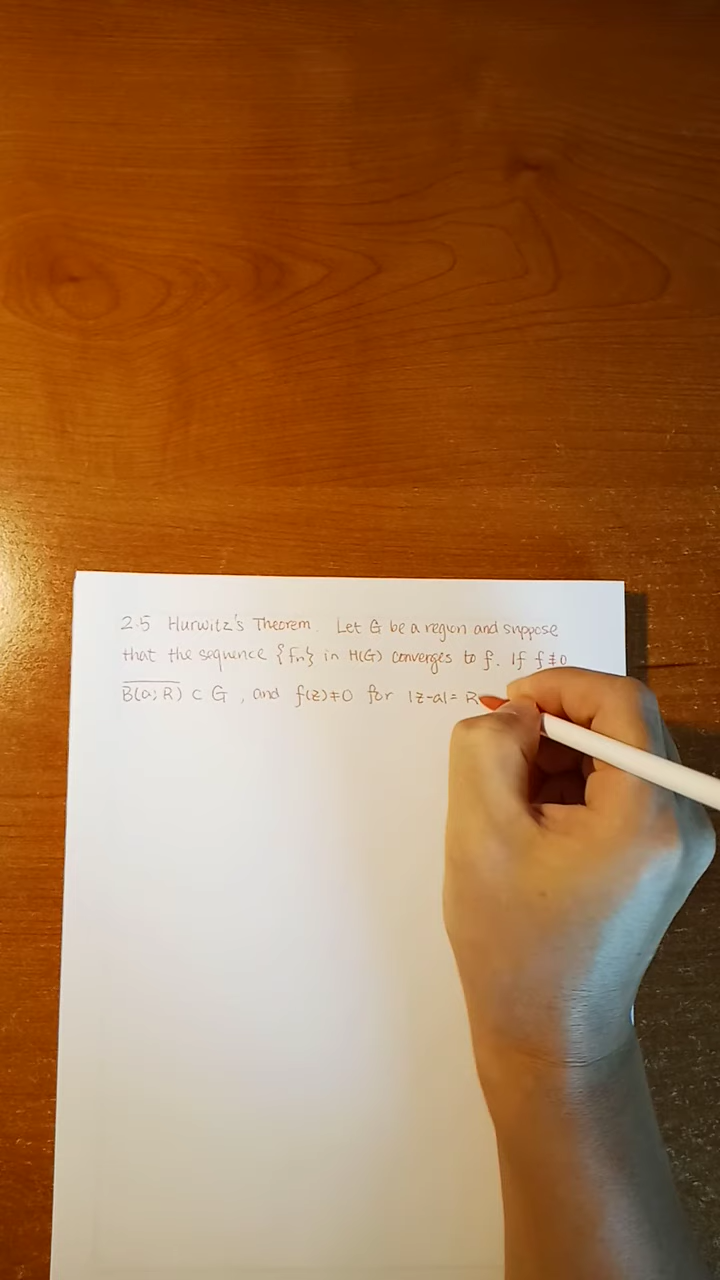 2.5 Hurwitz's Theorem. Let G be a region and suppose
that the sequence {fn} in H(G) converges to f. If f≢0
B̅(̅a̅;̅ ̅R̅)̅ ⊂ G , and f(z)≠0 for |z-a|= R